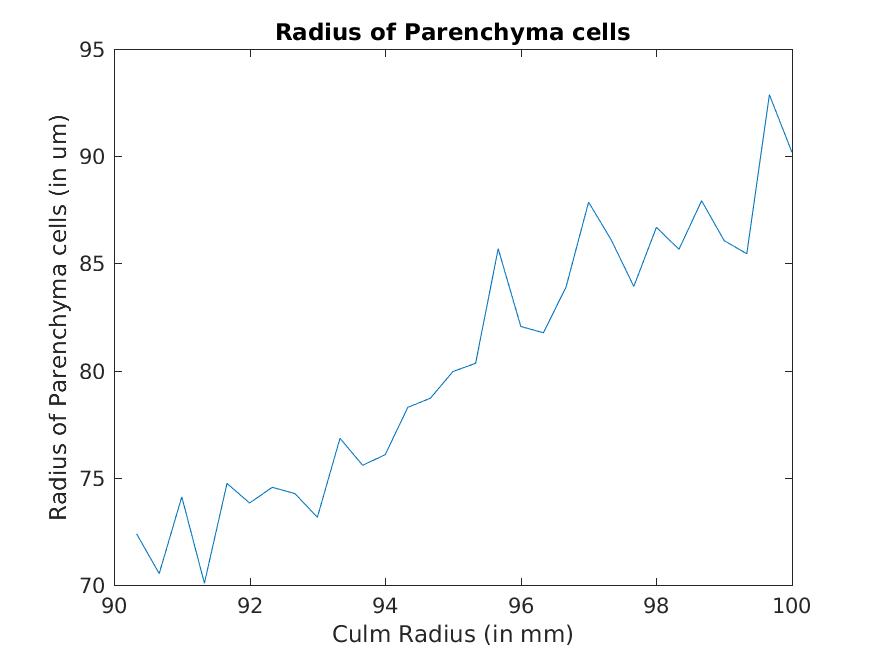 Radius of Parenchyma cells
95
90
85
80
75
70
Radius of Parenchyma cells (in um)
90 92 94 96 98 100
Culm Radius (in mm)